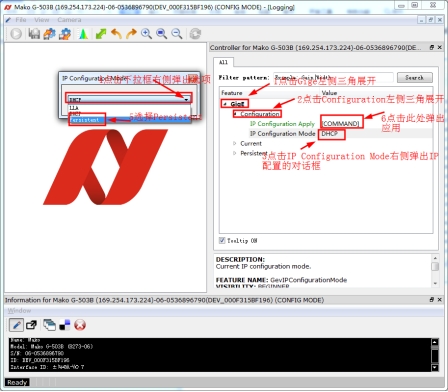 Mako G-503B (169.254.173.224)-06-0536896790(DEV_000F315BF196) (CONFIG MODE) - [Logging]
File View Camera
IP Configuration Mode
4点击下拉框右侧弹出选项
DHCP
LLA
DHCP
Persistent
5选择Persistent
Controller for Mako G-503B (169.254.173.224)-06-0536896790(DE
All
Filter pattern:
Search
Feature
Value
1点击Gige左侧三角展开
GigE
2点击Configuration左侧三角展开
Configuration
6点击此处弹出应用
IP Configuration Apply
[COMMAND]
IP Configuration Mode
DHCP
Current
Persistent
3点击IP Configuration Mode右侧弹出IP配置的对话框
Tooltip ON
DESCRIPTION:
Current IP configuration mode.
FEATURE NAME: GevIPConfigurationMode
VISIBILITY: BEGINNER
Information for Mako G-503B (169.254.173.224)-06-0536896790(DEV_000F315BF196) (CONFIG MODE)
Window
Name: Mako
Model: Mako G-503B (E273-06)
S/N: 06-0536896790
ID: DEV_000F315BF196
Interface ID:
Ready